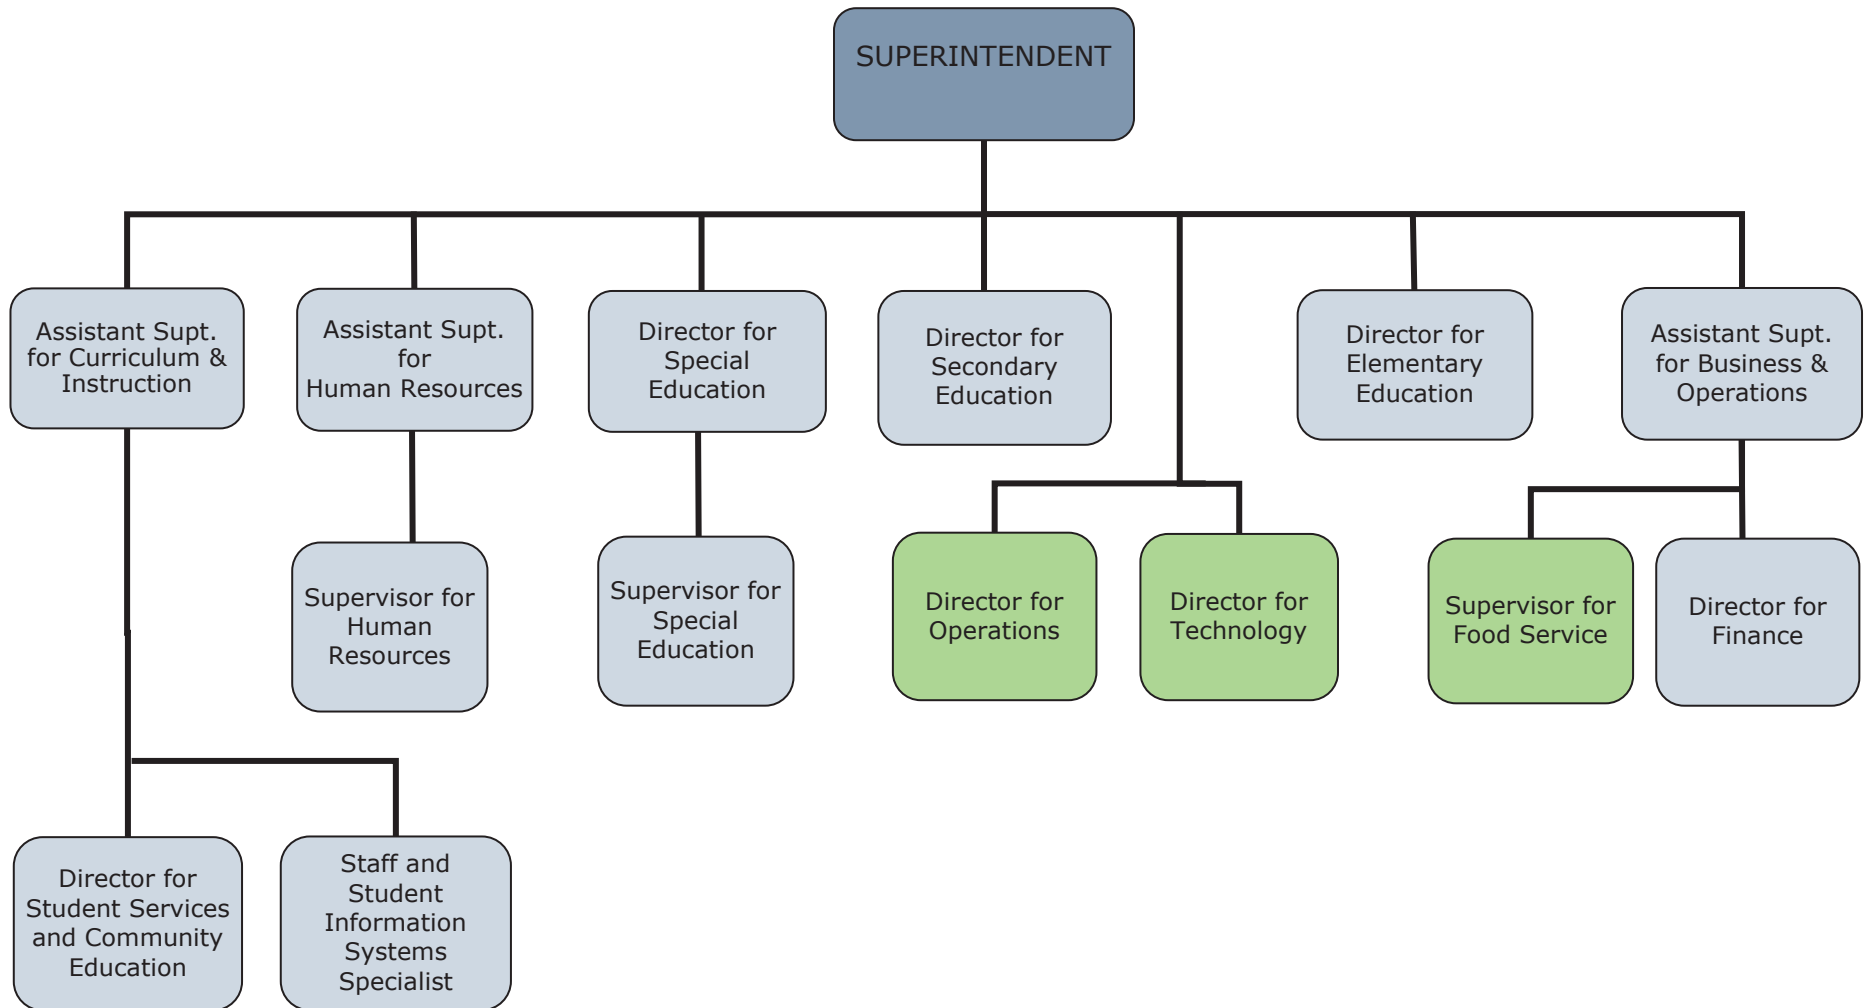 SUPERINTENDENT
Assistant Supt.
for Curriculum &
Instruction
Assistant Supt.
for
Human Resources
Director for
Special
Education
Director for
Secondary
Education
Director for
Elementary
Education
Assistant Supt.
for Business &
Operations
Supervisor for
Human
Resources
Supervisor for
Special
Education
Director for
Operations
Director for
Technology
Supervisor for
Food Service
Director for
Finance
Director for
Student Services
and Community
Education
Staff and
Student
Information
Systems
Specialist